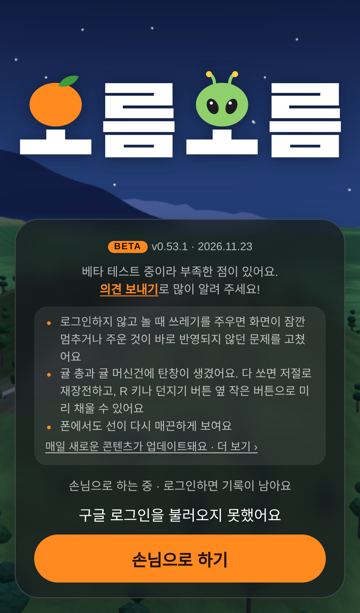 오름오름
BETA v0.53.1 · 2026.11.23
베타 테스트 중이라 부족한 점이 있어요.
의견 보내기로 많이 알려 주세요!
• 로그인하지 않고 놀 때 쓰레기를 주우면 화면이 잠깐
멈추거나 주운 것이 바로 반영되지 않던 문제를 고쳤
어요
• 귤 총과 귤 머신건에 탄창이 생겼어요. 다 쏘면 저절로
재장전하고, R 키나 던지기 버튼 옆 작은 버튼으로 미
리 채울 수 있어요
• 폰에서도 선이 다시 매끈하게 보여요
매일 새로운 콘텐츠가 업데이트돼요 · 더 보기 ›
손님으로 하는 중 · 로그인하면 기록이 남아요
구글 로그인을 불러오지 못했어요
손님으로 하기